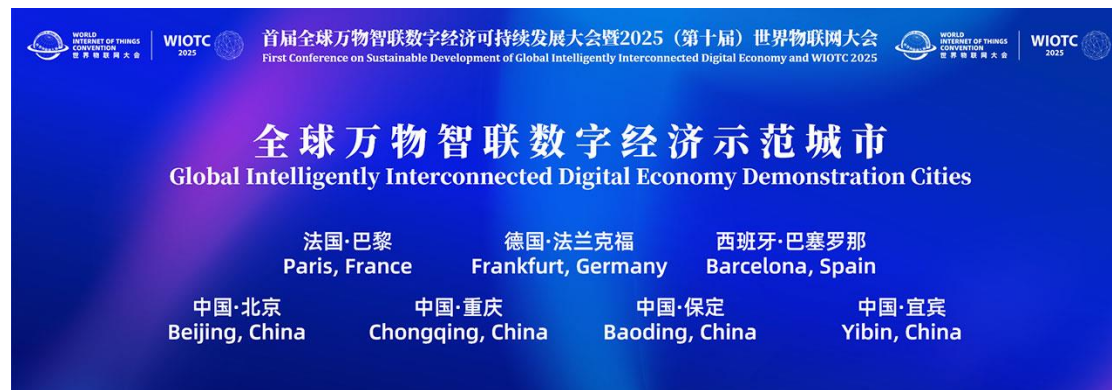 WORLD
INTERNET OF THINGS
CONVENTION
世界物联网大会
WIOTC
2025
首届全球万物智联数字经济可持续发展大会暨2025（第十届）世界物联网大会
First Conference on Sustainable Development of Global Intelligently Interconnected Digital Economy and WIOTC 2025
WORLD
INTERNET OF THINGS
CONVENTION
世界物联网大会
WIOTC
2025
全球万物智联数字经济示范城市
Global Intelligently Interconnected Digital Economy Demonstration Cities
法国·巴黎 德国·法兰克福 西班牙·巴塞罗那
Paris, France Frankfurt, Germany Barcelona, Spain
中国·北京 中国·重庆 中国·保定 中国·宜宾
Beijing, China Chongqing, China Baoding, China Yibin, China